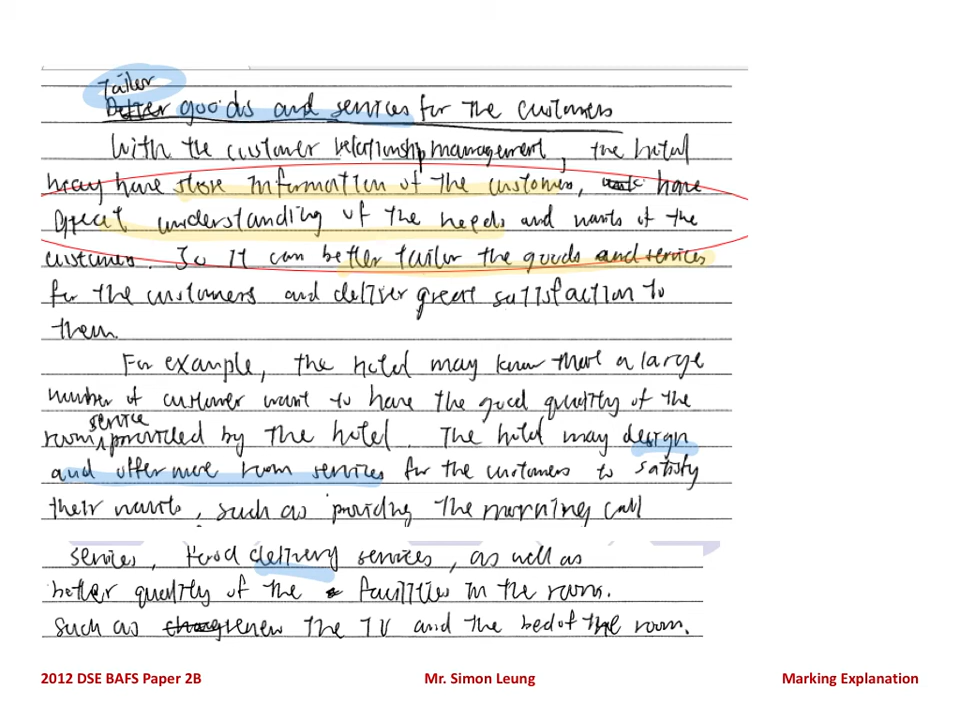 Tailer
Better goods and services for the customers
With the customer relationship management, the hotel
may have store information of the customers, have
great understanding of the needs and wants of the
customers. So it can better tailor the goods and services
for the customers and deliver great satisfaction to
them.
For example, the hotel may know that a large
number of customer want to have the good quality of the
service
room provided by the hotel. The hotel may design
and offer more room services for the customers to satisfy
their wants, such as providing the morning call
services, food delivery services, as well as
better quality of the facilities in the room.
Such as renew the TV and the bed of the room.
2012 DSE BAFS Paper 2B Mr. Simon Leung Marking Explanation